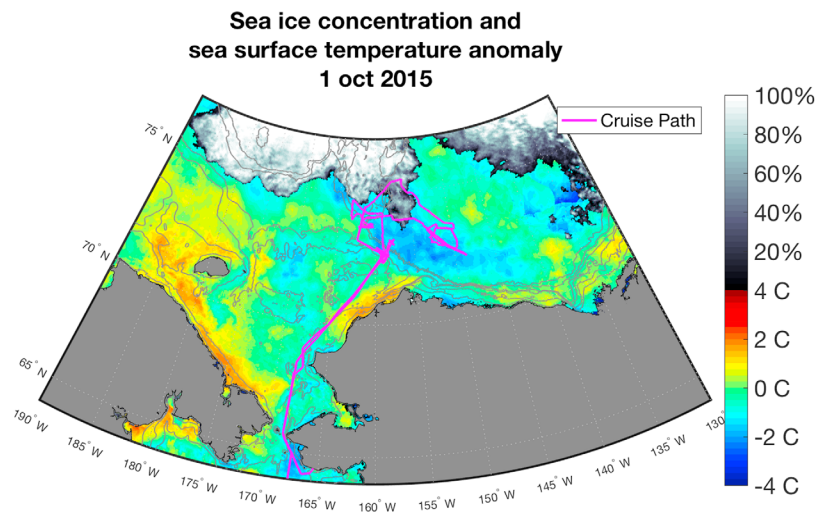 Sea ice concentration and
sea surface temperature anomaly
1 oct 2015
Cruise Path
100%
80%
60%
40%
20%
4 C
2 C
0 C
-2 C
-4 C
75° N
70° N
65° N
190° W
185° W
180° W
175° W
170° W
165° W
160° W
155° W
150° W
145° W
140° W
135° W
130°